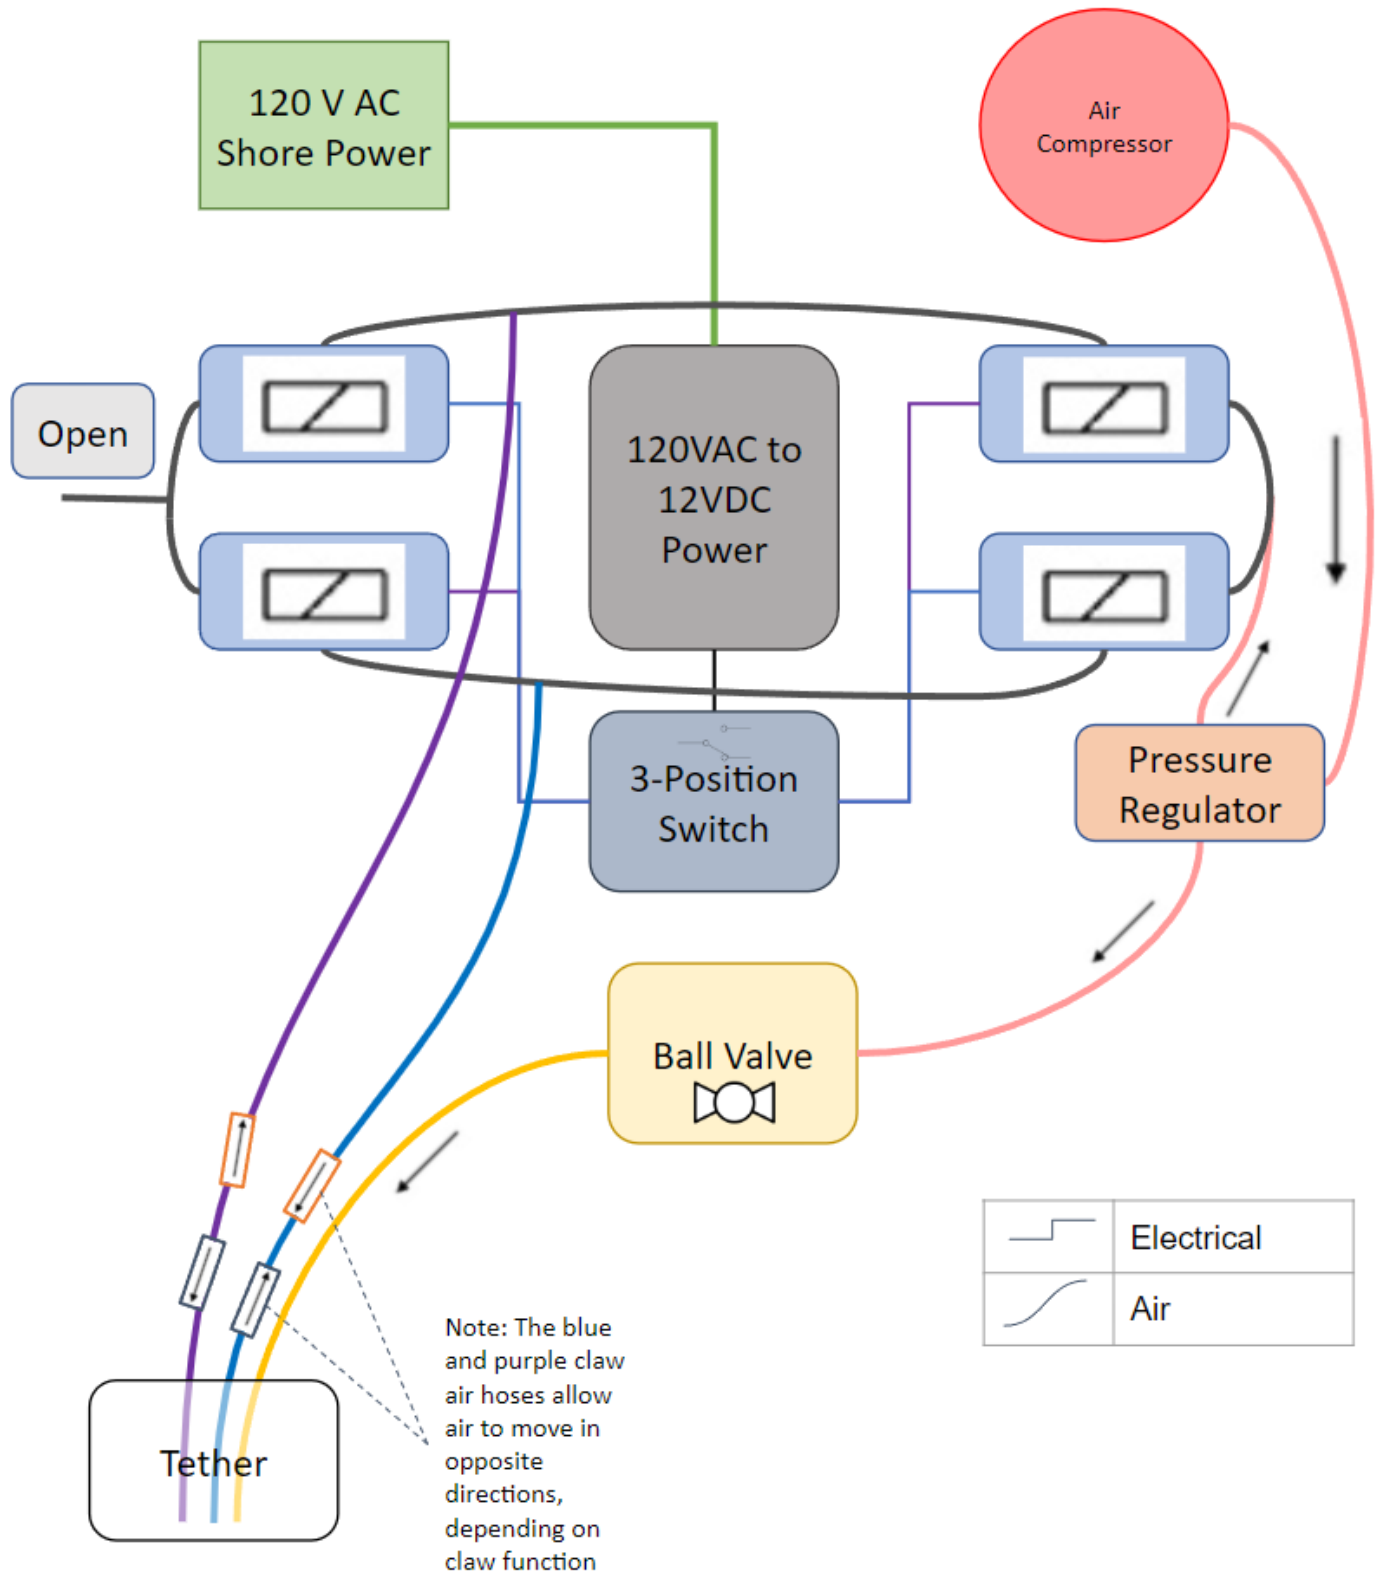 120 V AC
Shore Power
Air
Compressor
Open
120VAC to
12VDC
Power
3-Position
Switch
Pressure
Regulator
Ball Valve
Electrical
Air
Note: The blue
and purple claw
air hoses allow
air to move in
opposite
directions,
depending on
claw function
Tether